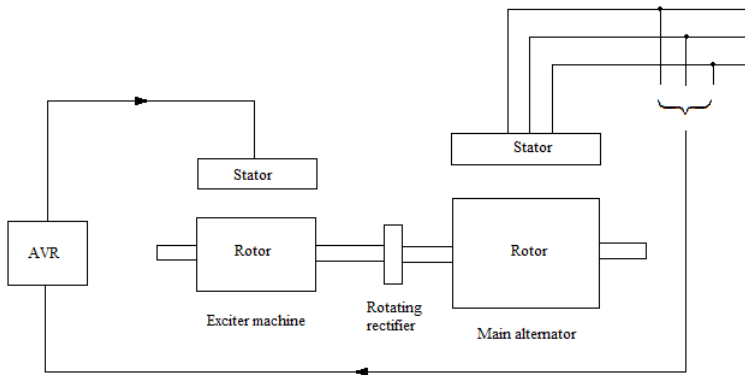 Stator
Stator
AVR
Rotor
Rotor
Exciter machine
Rotating
rectifier
Main alternator